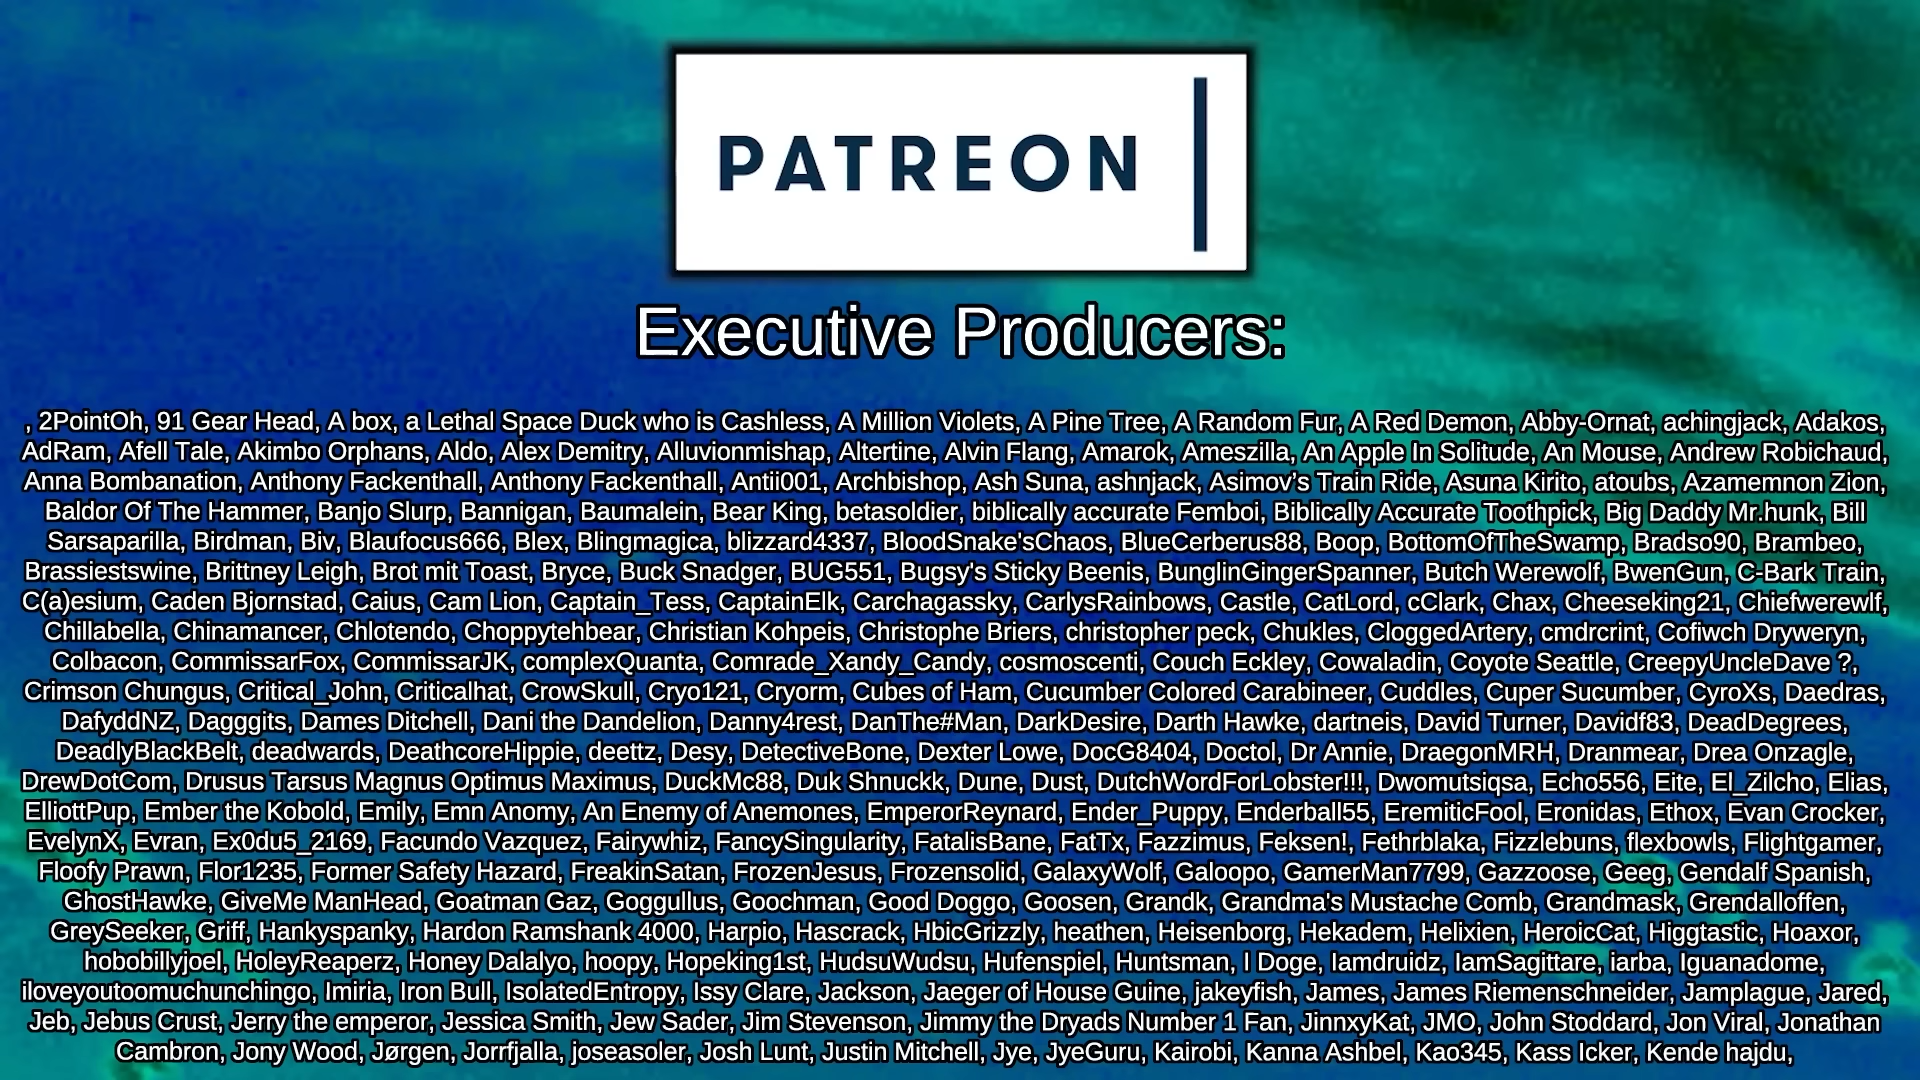 PATREON
Executive Producers:
, 2PointOh, 91 Gear Head, A box, a Lethal Space Duck who is Cashless, A Million Violets, A Pine Tree, A Random Fur, A Red Demon, Abby-Ornat, achingjack, Adakos,
AdRam, Afell Tale, Akimbo Orphans, Aldo, Alex Demitry, Alluvionmishap, Altertine, Alvin Flang, Amarok, Ameszilla, An Apple In Solitude, An Mouse, Andrew Robichaud,
Anna Bombanation, Anthony Fackenthall, Anthony Fackenthall, Antii001, Archbishop, Ash Suna, ashnjack, Asimov's Train Ride, Asuna Kirito, atoubs, Azamemnon Zion,
Baldor Of The Hammer, Banjo Slurp, Bannigan, Baumalein, Bear King, betasoldier, biblically accurate Femboi, Biblically Accurate Toothpick, Big Daddy Mr.hunk, Bill
Sarsaparilla, Birdman, Biv, Blaufocus666, Blex, Blingmagica, blizzard4337, BloodSnake'sChaos, BlueCerberus88, Boop, BottomOfTheSwamp, Bradso90, Brambeo,
Brassiestswine, Brittney Leigh, Brot mit Toast, Bryce, Buck Snadger, BUG551, Bugsy's Sticky Beenis, BunglinGingerSpanner, Butch Werewolf, BwenGun, C-Bark Train,
C(a)esium, Caden Bjornstad, Caius, Cam Lion, Captain_Tess, CaptainElk, Carchagassky, CarlysRainbows, Castle, CatLord, cClark, Chax, Cheeseking21, Chiefwerewlf,
Chillabella, Chinamancer, Chlotendo, Choppytehbear, Christian Kohpeis, Christophe Briers, christopher peck, Chukles, CloggedArtery, cmdrcrint, Cofiwch Dryweryn,
Colbacon, CommissarFox, CommissarJK, complexQuanta, Comrade_Xandy_Candy, cosmoscenti, Couch Eckley, Cowaladin, Coyote Seattle, CreepyUncleDave ?,
Crimson Chungus, Critical_John, Criticalhat, CrowSkull, Cryo121, Cryorm, Cubes of Ham, Cucumber Colored Carabineer, Cuddles, Cuper Sucumber, CyroXs, Daedras,
DafyddNZ, Dagggits, Dames Ditchell, Dani the Dandelion, Danny4rest, DanThe#Man, DarkDesire, Darth Hawke, dartneis, David Turner, Davidf83, DeadDegrees,
DeadlyBlackBelt, deadwards, DeathcoreHippie, deettz, Desy, DetectiveBone, Dexter Lowe, DocG8404, Doctol, Dr Annie, DraegonMRH, Dranmear, Drea Onzagle,
DrewDotCom, Drusus Tarsus Magnus Optimus Maximus, DuckMc88, Duk Shnuckk, Dune, Dust, DutchWordForLobster!!!, Dwomutsiqsa, Echo556, Eite, El_Zilcho, Elias,
ElliottPup, Ember the Kobold, Emily, Emn Anomy, An Enemy of Anemones, EmperorReynard, Ender_Puppy, Enderball55, EremiticFool, Eronidas, Ethox, Evan Crocker,
EvelynX, Evran, Ex0du5_2169, Facundo Vazquez, Fairywhiz, FancySingularity, FatalisBane, FatTx, Fazzimus, Feksen!, Fethrblaka, Fizzlebuns, flexbowls, Flightgamer,
Floofy Prawn, Flor1235, Former Safety Hazard, FreakinSatan, FrozenJesus, Frozensolid, GalaxyWolf, Galoopo, GamerMan7799, Gazzoose, Geeg, Gendalf Spanish,
GhostHawke, GiveMe ManHead, Goatman Gaz, Goggullus, Goochman, Good Doggo, Goosen, Grandk, Grandma's Mustache Comb, Grandmask, Grendalloffen,
GreySeeker, Griff, Hankyspanky, Hardon Ramshank 4000, Harpio, Hascrack, HbicGrizzly, heathen, Heisenborg, Hekadem, Helixien, HeroicCat, Higgtastic, Hoaxor,
hobobillyjoel, HoleyReaperz, Honey Dalalyo, hoopy, Hopeking1st, HudsuWudsu, Hufenspiel, Huntsman, I Doge, Iamdruidz, IamSagittare, iarba, Iguanadome,
iloveyoutoomuchunchingo, Imiria, Iron Bull, IsolatedEntropy, Issy Clare, Jackson, Jaeger of House Guine, jakeyfish, James, James Riemenschneider, Jamplague, Jared,
Jeb, Jebus Crust, Jerry the emperor, Jessica Smith, Jew Sader, Jim Stevenson, Jimmy the Dryads Number 1 Fan, JinnxyKat, JMO, John Stoddard, Jon Viral, Jonathan
Cambron, Jony Wood, Jørgen, Jorrfjalla, joseasoler, Josh Lunt, Justin Mitchell, Jye, JyeGuru, Kairobi, Kanna Ashbel, Kao345, Kass Icker, Kende hajdu,